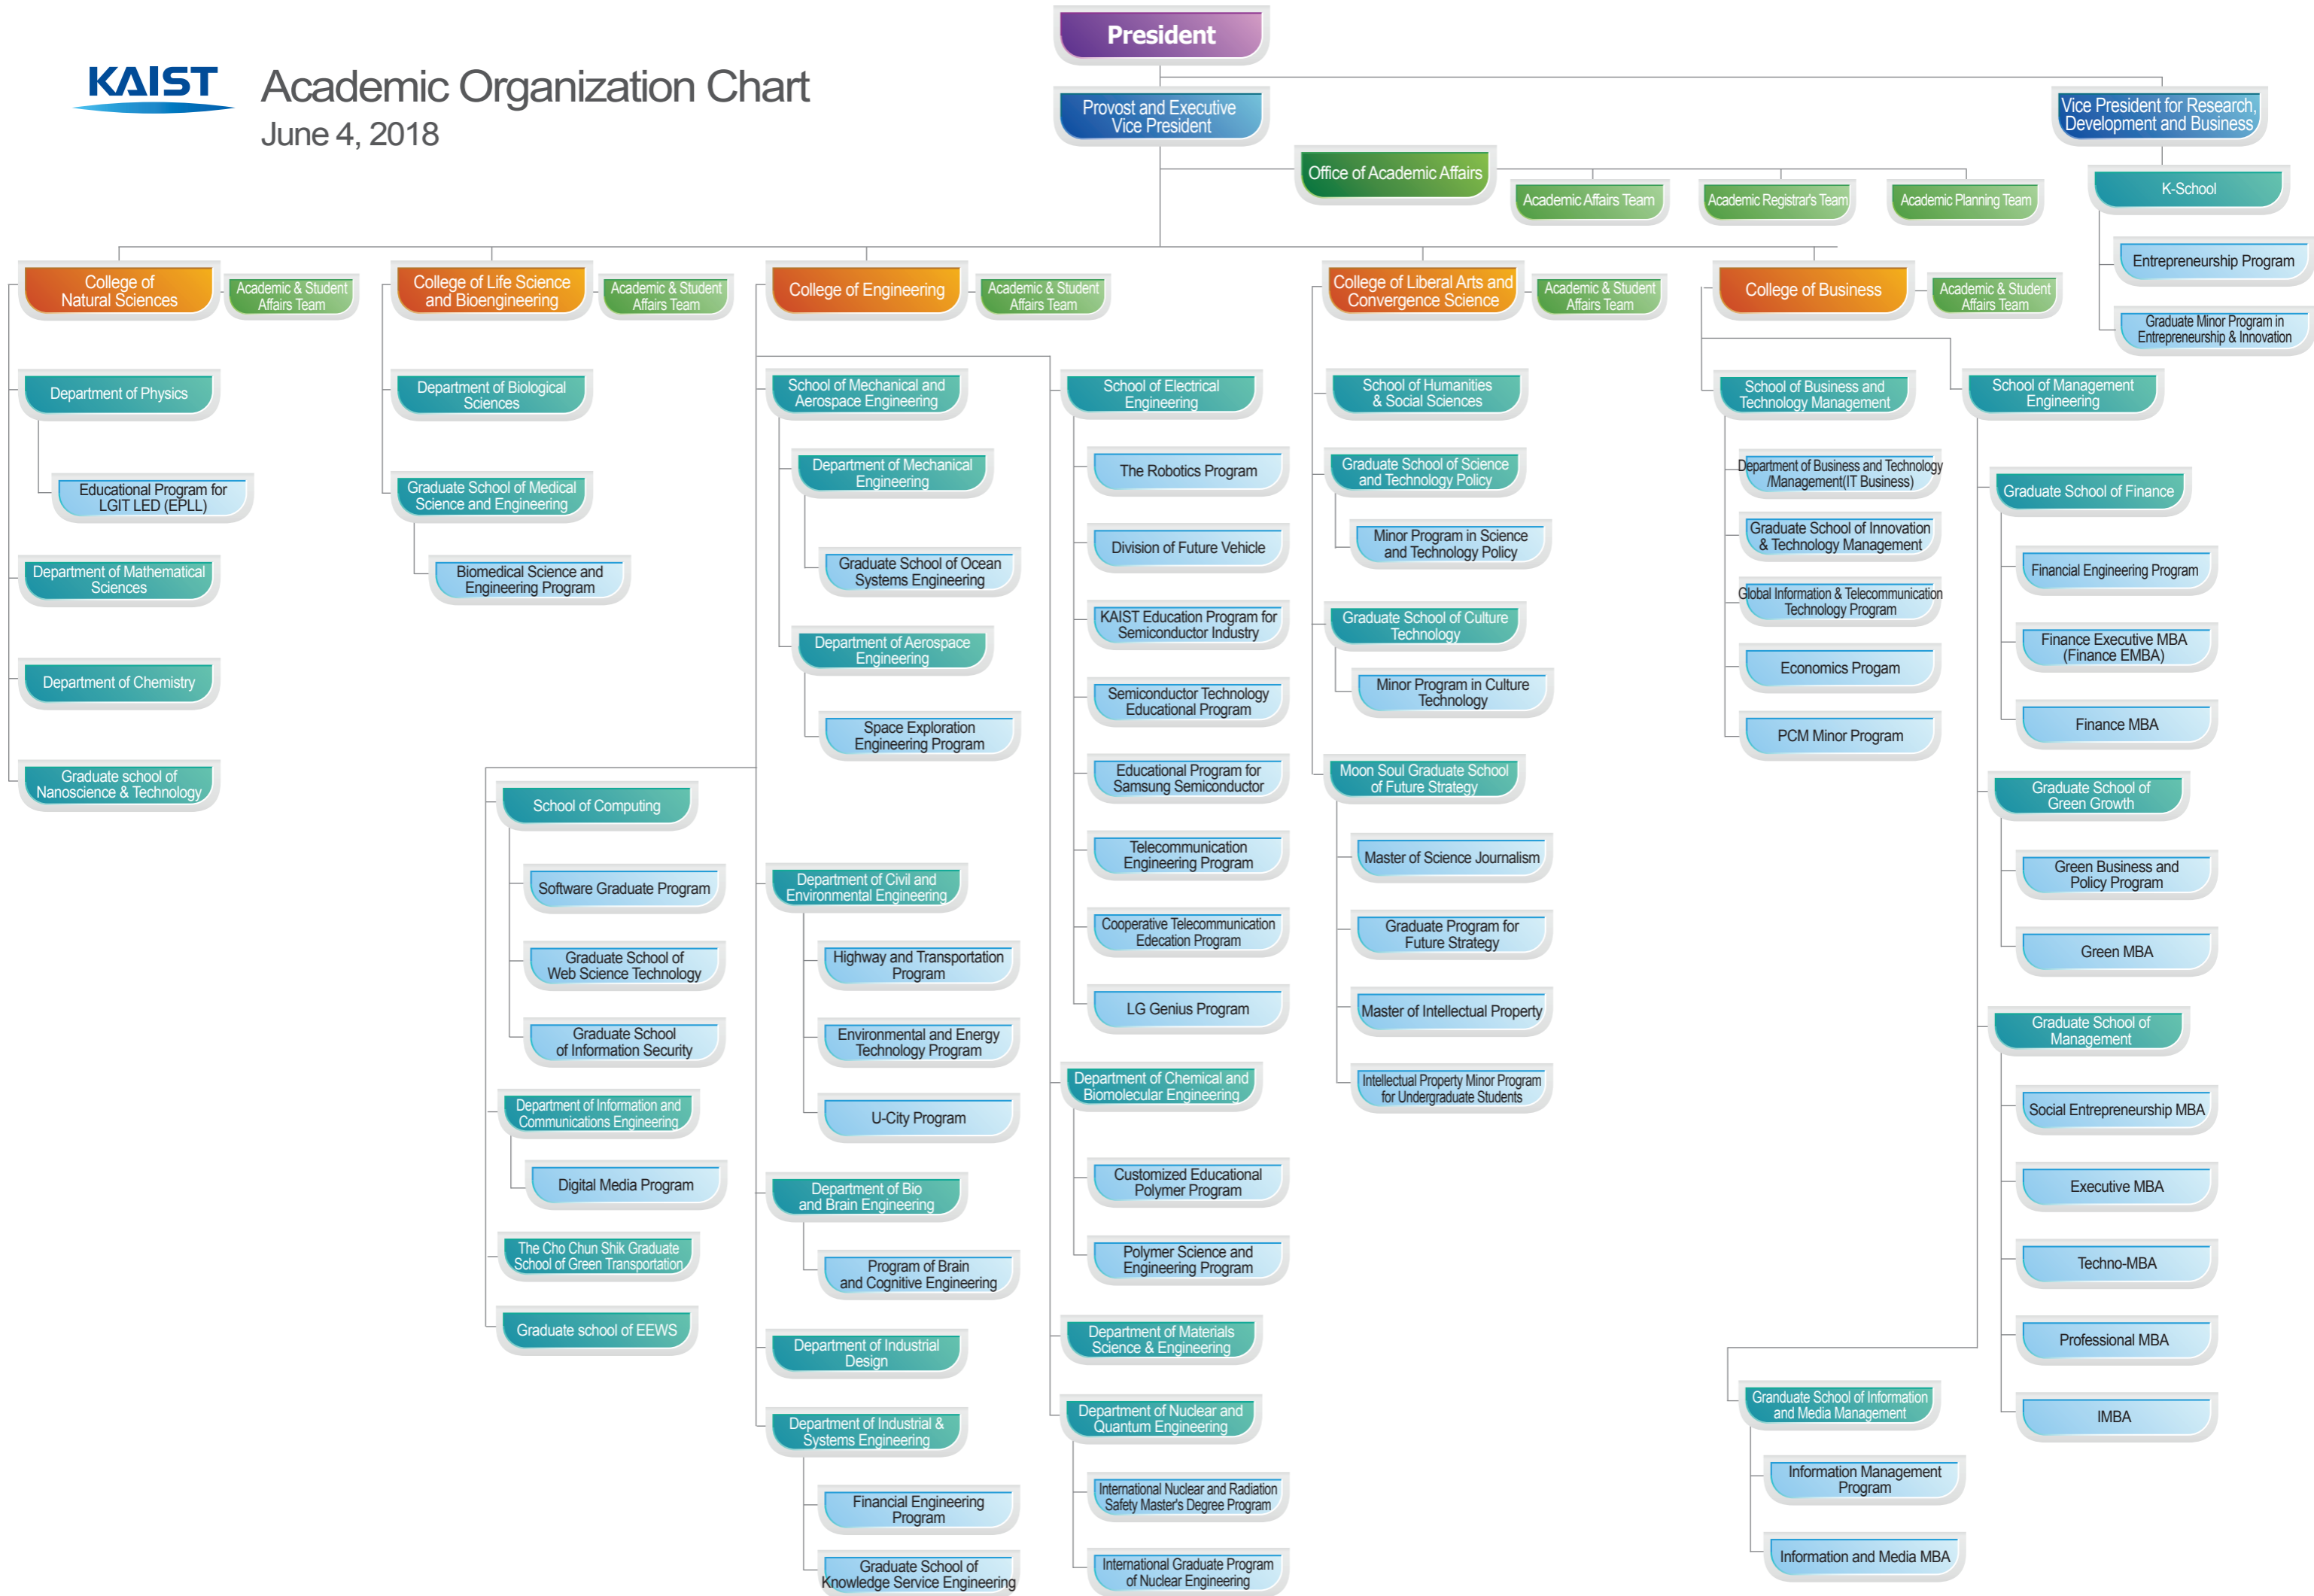 President
KAIST
Academic Organization Chart
June 4, 2018
Provost and Executive
Vice President
Vice President for Research,
Development and Business
Office of Academic Affairs
Academic Affairs Team
Academic Registrar's Team
Academic Planning Team
K-School
Entrepreneurship Program
Graduate Minor Program in
Entrepreneurship & Innovation
College of
Natural Sciences
Academic & Student
Affairs Team
Department of Physics
Educational Program for
LGIT LED (EPLL)
Department of Mathematical
Sciences
Department of Chemistry
Graduate school of
Nanoscience & Technology
College of Life Science
and Bioengineering
Academic & Student
Affairs Team
Department of Biological
Sciences
Graduate School of Medical
Science and Engineering
Biomedical Science and
Engineering Program
College of Engineering
Academic & Student
Affairs Team
School of Mechanical and
Aerospace Engineering
Department of Mechanical
Engineering
Graduate School of Ocean
Systems Engineering
Department of Aerospace
Engineering
Space Exploration
Engineering Program
School of Computing
Software Graduate Program
Graduate School of
Web Science Technology
Graduate School
of Information Security
Department of Information and
Communications Engineering
Digital Media Program
The Cho Chun Shik Graduate
School of Green Transportation
Graduate school of EEWS
Department of Civil and
Environmental Engineering
Highway and Transportation
Program
Environmental and Energy
Technology Program
U-City Program
Department of Bio
and Brain Engineering
Program of Brain
and Cognitive Engineering
Department of Industrial
Design
Department of Industrial &
Systems Engineering
Financial Engineering
Program
Graduate School of
Knowledge Service Engineering
School of Electrical
Engineering
The Robotics Program
Division of Future Vehicle
KAIST Education Program for
Semiconductor Industry
Semiconductor Technology
Educational Program
Educational Program for
Samsung Semiconductor
Telecommunication
Engineering Program
Cooperative Telecommunication
Edecation Program
LG Genius Program
Department of Chemical and
Biomolecular Engineering
Customized Educational
Polymer Program
Polymer Science and
Engineering Program
Department of Materials
Science & Engineering
Department of Nuclear and
Quantum Engineering
International Nuclear and Radiation
Safety Master's Degree Program
International Graduate Program
of Nuclear Engineering
College of Liberal Arts and
Convergence Science
Academic & Student
Affairs Team
School of Humanities
& Social Sciences
Graduate School of Science
and Technology Policy
Minor Program in Science
and Technology Policy
Graduate School of Culture
Technology
Minor Program in Culture
Technology
Moon Soul Graduate School
of Future Strategy
Master of Science Journalism
Graduate Program for
Future Strategy
Master of Intellectual Property
Intellectual Property Minor Program
for Undergraduate Students
College of Business
Academic & Student
Affairs Team
School of Business and
Technology Management
Department of Business and Technology
/Management(IT Business)
Graduate School of Innovation
& Technology Management
Global Information & Telecommunication
Technology Program
Economics Progam
PCM Minor Program
School of Management
Engineering
Graduate School of Finance
Financial Engineering Program
Finance Executive MBA
(Finance EMBA)
Finance MBA
Graduate School of
Green Growth
Green Business and
Policy Program
Green MBA
Graduate School of
Management
Social Entrepreneurship MBA
Executive MBA
Techno-MBA
Professional MBA
IMBA
Granduate School of Information
and Media Management
Information Management
Program
Information and Media MBA